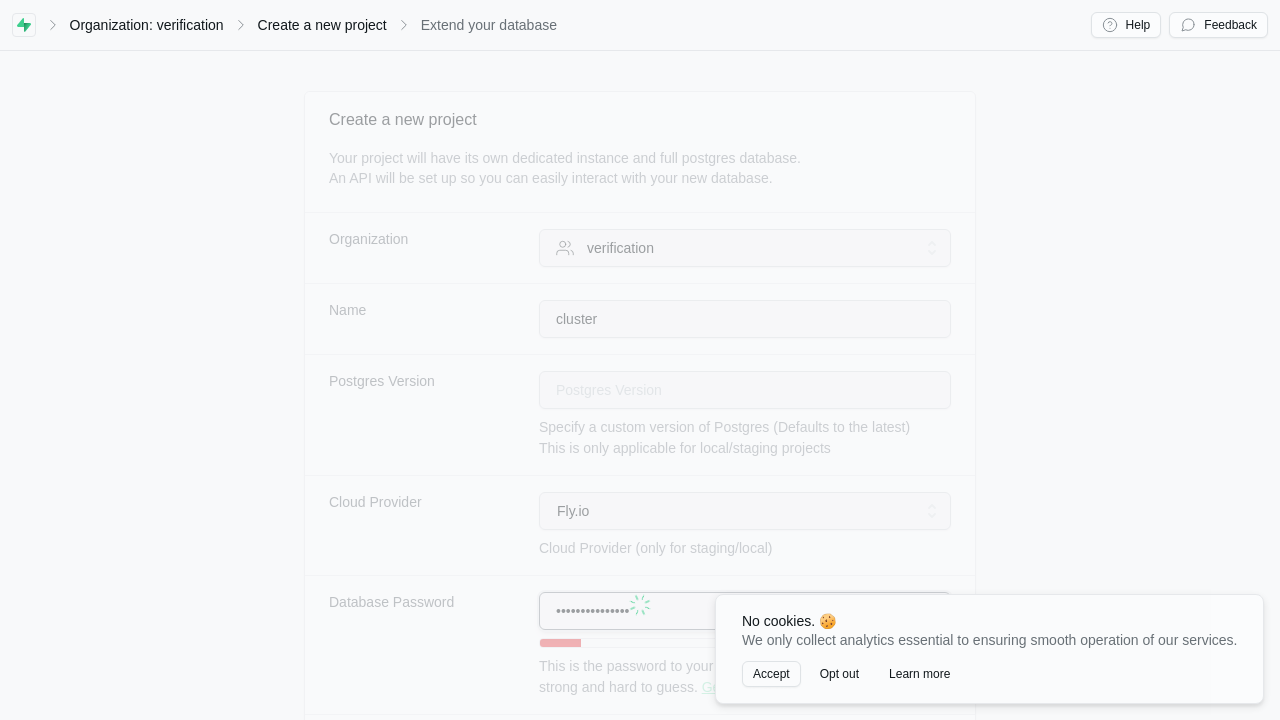 Organization: verification
Create a new project
Extend your database
Help
Feedback
Create a new project
Your project will have its own dedicated instance and full postgres database.
An API will be set up so you can easily interact with your new database.
Organization
verification
Name
cluster
Postgres Version
Postgres Version
Specify a custom version of Postgres (Defaults to the latest)
This is only applicable for local/staging projects
Cloud Provider
Fly.io
Cloud Provider (only for staging/local)
Database Password
•••••••••••••••
This is the password to your
strong and hard to guess.
No cookies. 🍪
We only collect analytics essential to ensuring smooth operation of our services.
Accept
Opt out
Learn more